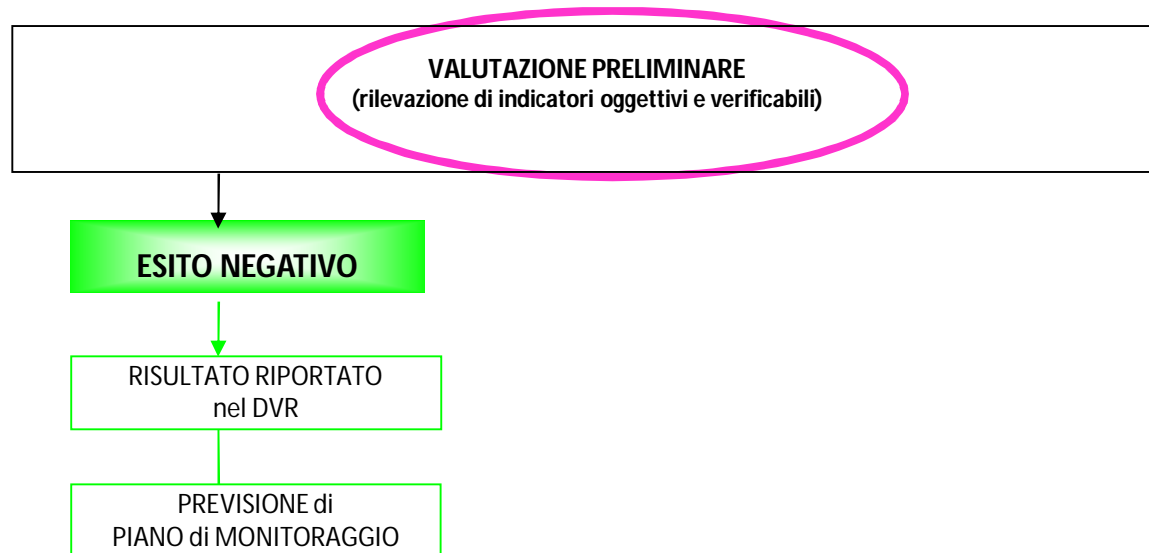 VALUTAZIONE PRELIMINARE
(rilevazione di indicatori oggettivi e verificabili)
ESITO NEGATIVO
RISULTATO RIPORTATO
nel DVR
PREVISIONE di
PIANO di MONITORAGGIO